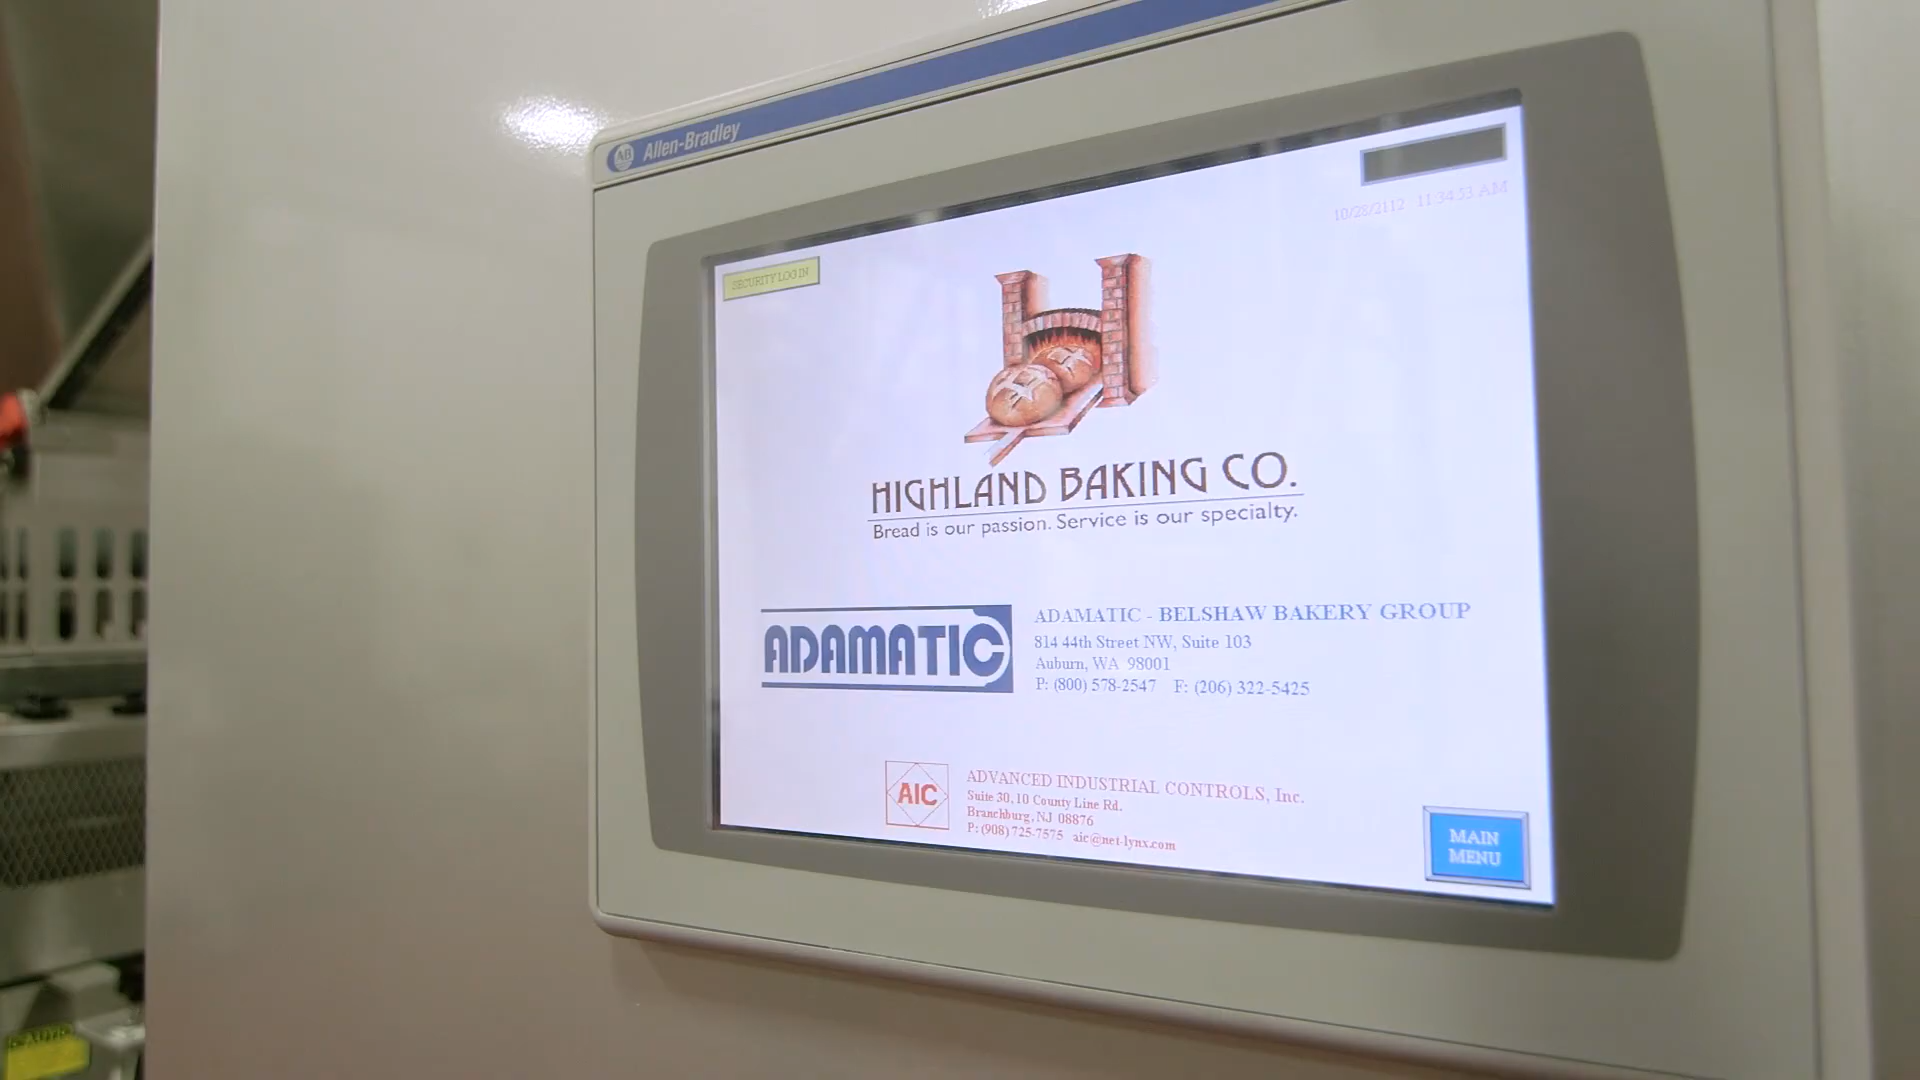 Allen-Bradley
10/28/2112 11:34:53 AM
SECURITY LOG IN
HIGHLAND BAKING CO.
Bread is our passion. Service is our specialty.
ADAMATIC
ADAMATIC - BELSHAW BAKERY GROUP
814 44th Street NW, Suite 103
Auburn, WA 98001
P: (800) 578-2547 F: (206) 322-5425
AIC
ADVANCED INDUSTRIAL CONTROLS, Inc.
Suite 30, 10 County Line Rd.
Branchburg, NJ 08876
P: (908) 725-7575 aic@net-lynx.com
MAIN
MENU